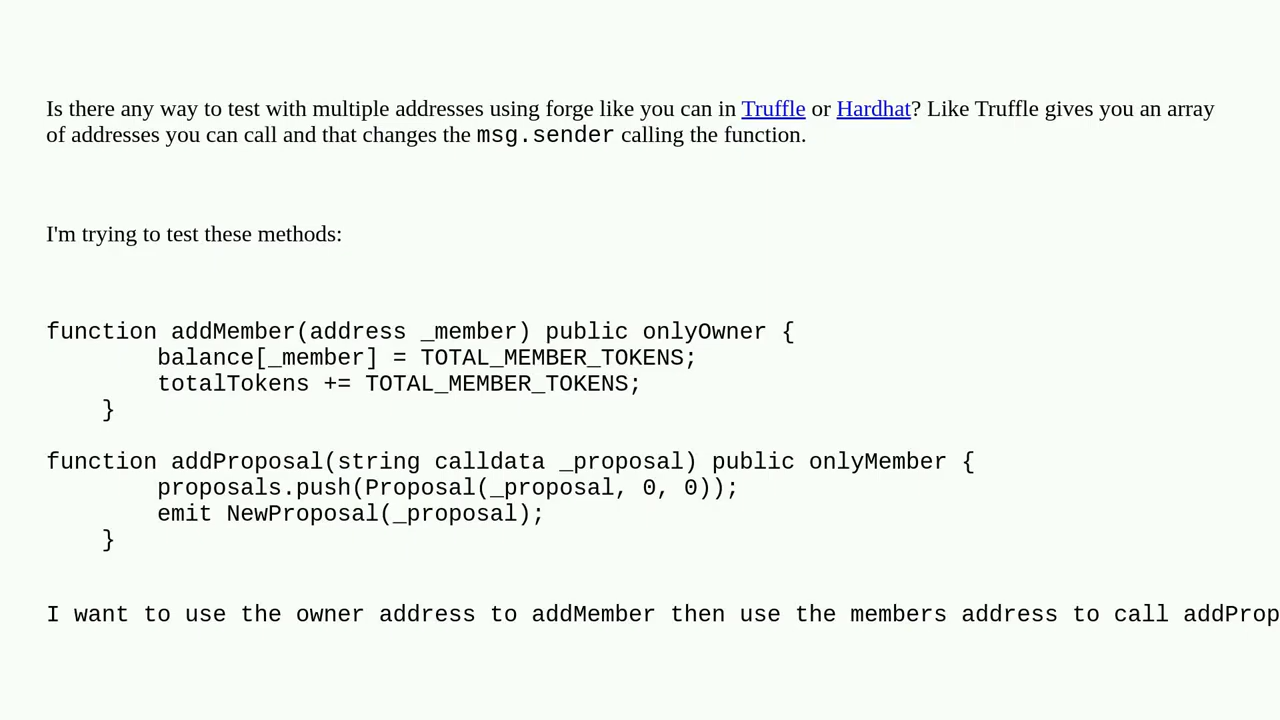 Is there any way to test with multiple addresses using forge like you can in Truffle or Hardhat? Like Truffle gives you an array
of addresses you can call and that changes the msg.sender calling the function.
I'm trying to test these methods:
function addMember(address _member) public onlyOwner {
        balance[_member] = TOTAL_MEMBER_TOKENS;
        totalTokens += TOTAL_MEMBER_TOKENS;
    }
function addProposal(string calldata _proposal) public onlyMember {
        proposals.push(Proposal(_proposal, 0, 0));
        emit NewProposal(_proposal);
    }
I want to use the owner address to addMember then use the members address to call addProp